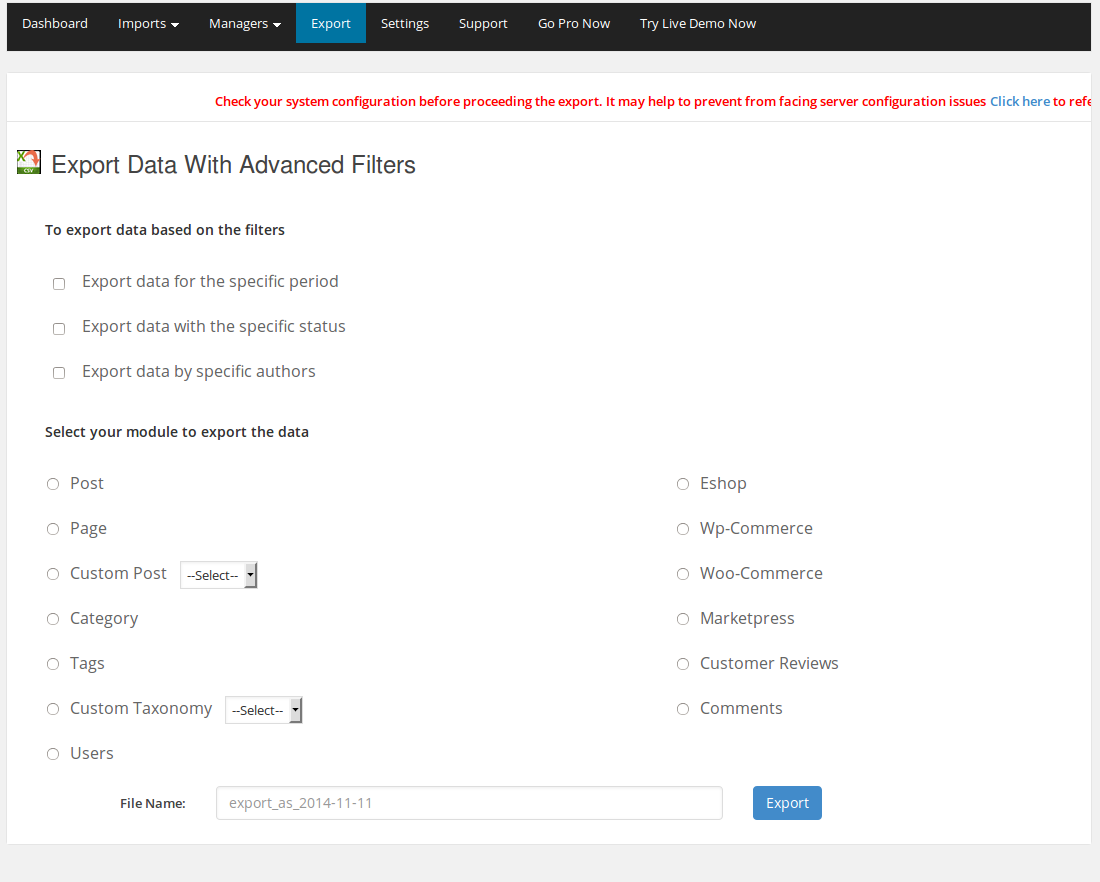 Dashboard Imports Managers Export Settings Support Go Pro Now Try Live Demo Now
Check your system configuration before proceeding the export. It may help to prevent from facing server configuration issues Click here to refe
Export Data With Advanced Filters
To export data based on the filters
Export data for the specific period
Export data with the specific status
Export data by specific authors
Select your module to export the data
Post
Page
Custom Post --Select--
Category
Tags
Custom Taxonomy --Select--
Users
Eshop
Wp-Commerce
Woo-Commerce
Marketpress
Customer Reviews
Comments
File Name: export_as_2014-11-11 Export